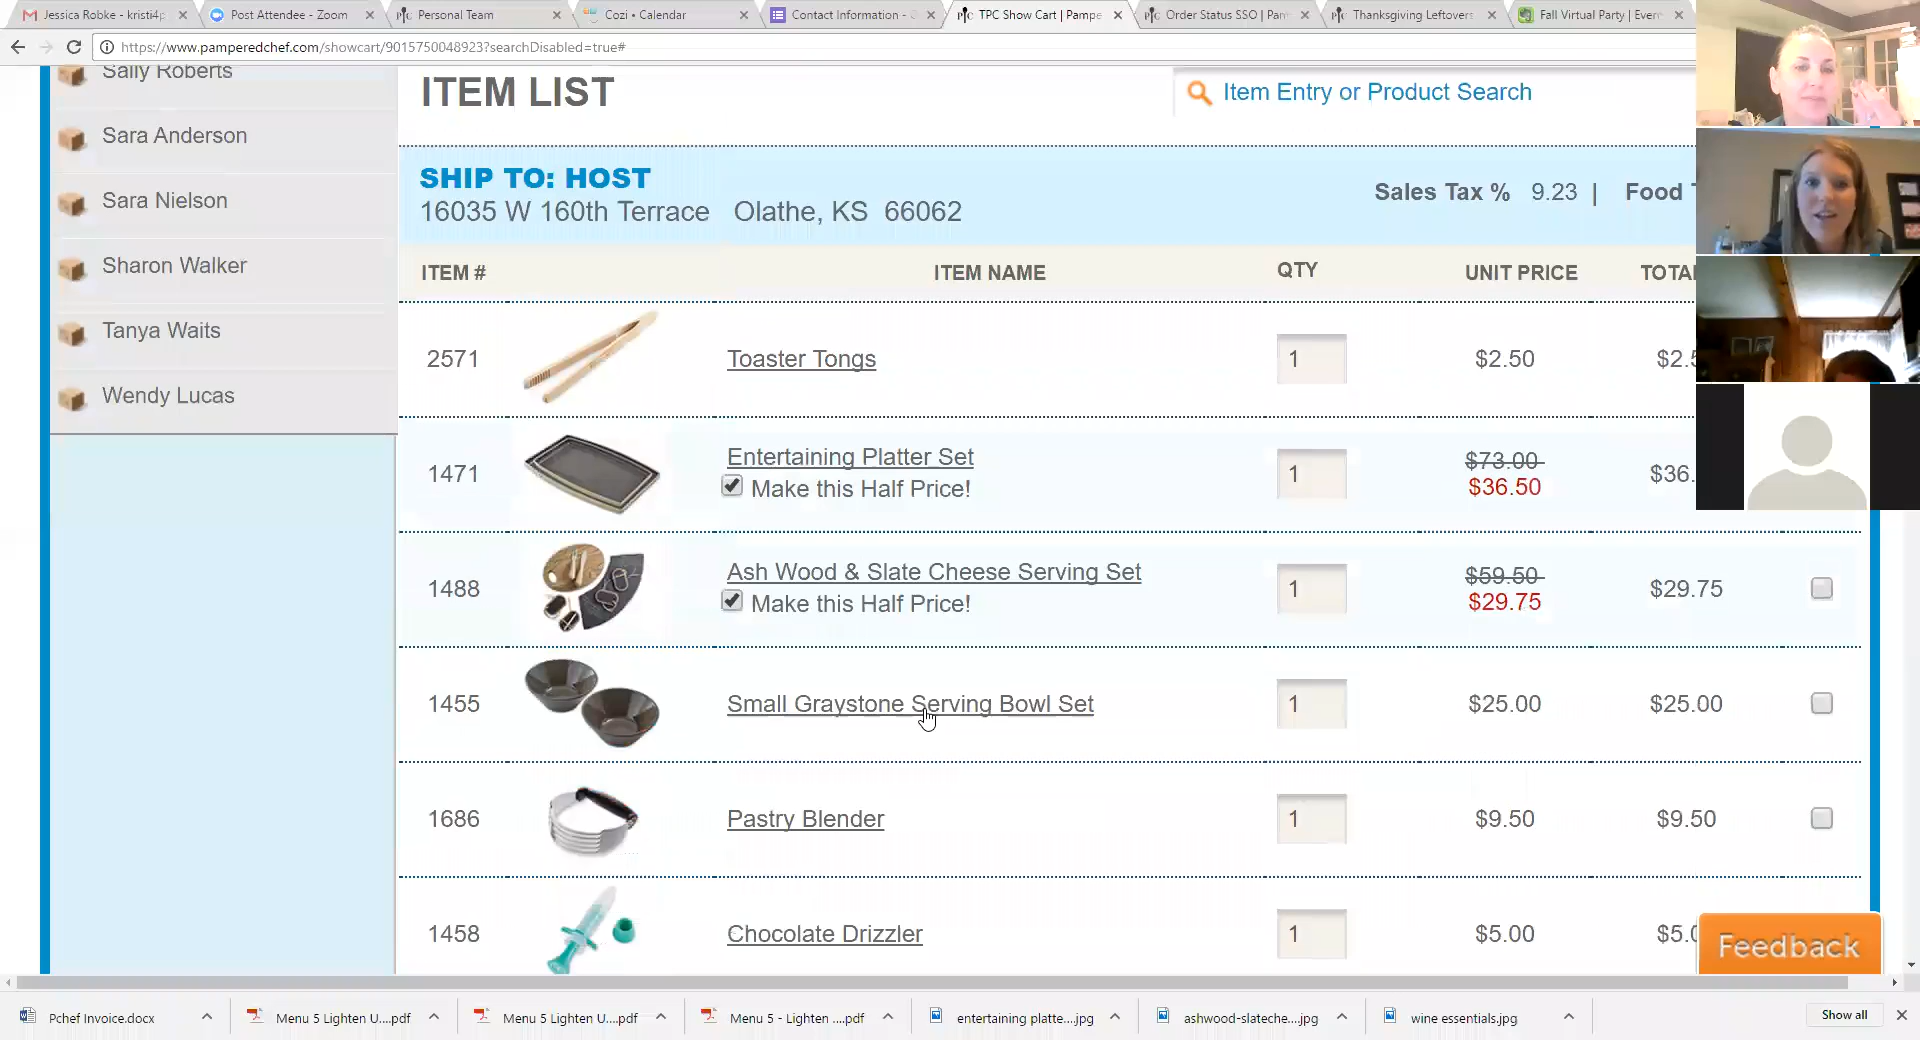 Jessica Robke - kristi4p
Post Attendee - Zoom
Personal Team
Cozi • Calendar
Contact Information -
TPC Show Cart | Pampe
Order Status SSO | Pam
Thanksgiving Leftovers
Fall Virtual Party | Ever
https://www.pamperedchef.com/showcart/9015750048923?searchDisabled=true#
Sally Roberts
Sara Anderson
Sara Nielson
Sharon Walker
Tanya Waits
Wendy Lucas
ITEM LIST
Item Entry or Product Search
SHIP TO: HOST
16035 W 160th Terrace Olathe, KS 66062
Sales Tax % 9.23 | Food T
ITEM # ITEM NAME QTY UNIT PRICE TOTA
2571 Toaster Tongs 1 $2.50 $2.5
1471 Entertaining Platter Set 1 $73.00 $36.
Make this Half Price! $36.50
1488 Ash Wood & Slate Cheese Serving Set 1 $59.50 $29.75
Make this Half Price! $29.75
1455 Small Graystone Serving Bowl Set 1 $25.00 $25.00
1686 Pastry Blender 1 $9.50 $9.50
1458 Chocolate Drizzler 1 $5.00 $5.0
Feedback
Pchef Invoice.docx
Menu 5 Lighten U....pdf
Menu 5 Lighten U....pdf
Menu 5 - Lighten ....pdf
entertaining platte....jpg
ashwood-slateche....jpg
wine essentials.jpg
Show all